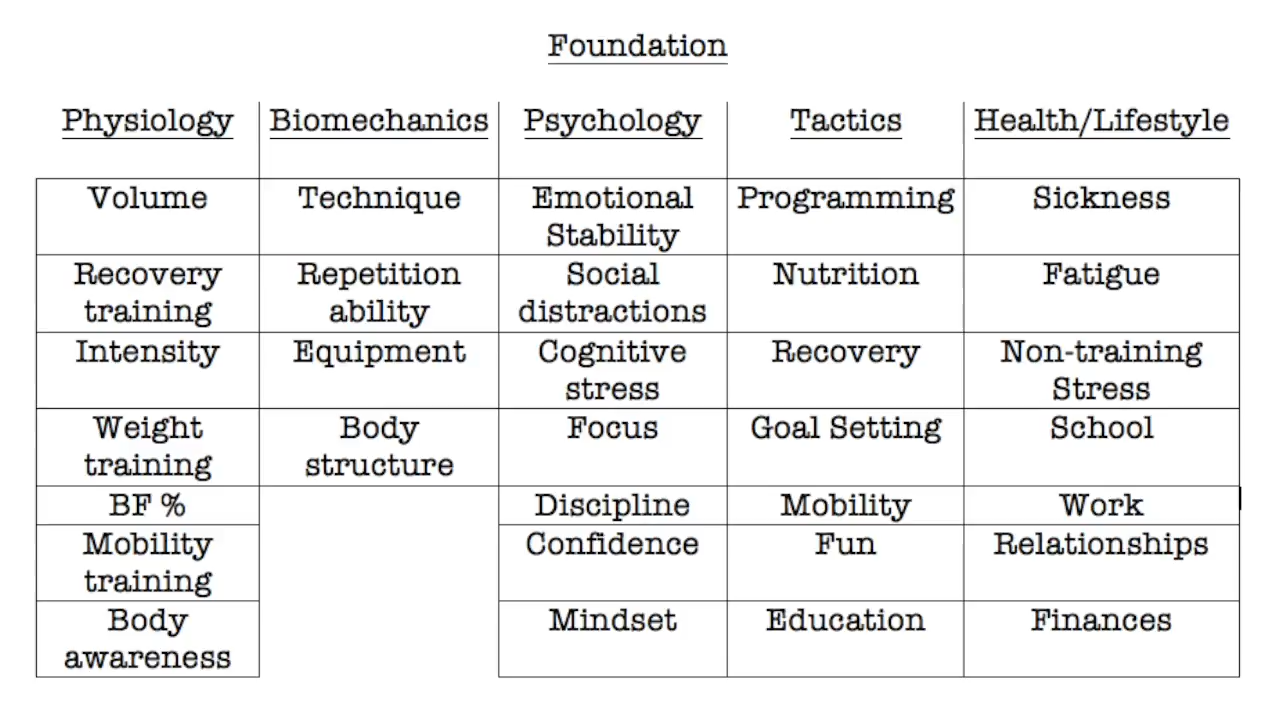 Foundation
Physiology Biomechanics Psychology Tactics Health/Lifestyle
Volume Technique Emotional Programming Sickness
Stability
Recovery Repetition Social Nutrition Fatigue
training ability distractions
Intensity Equipment Cognitive Recovery Non-training
stress Stress
Weight Body Focus Goal Setting School
training structure
BF % Discipline Mobility Work
Mobility Confidence Fun Relationships
training
Body Mindset Education Finances
awareness